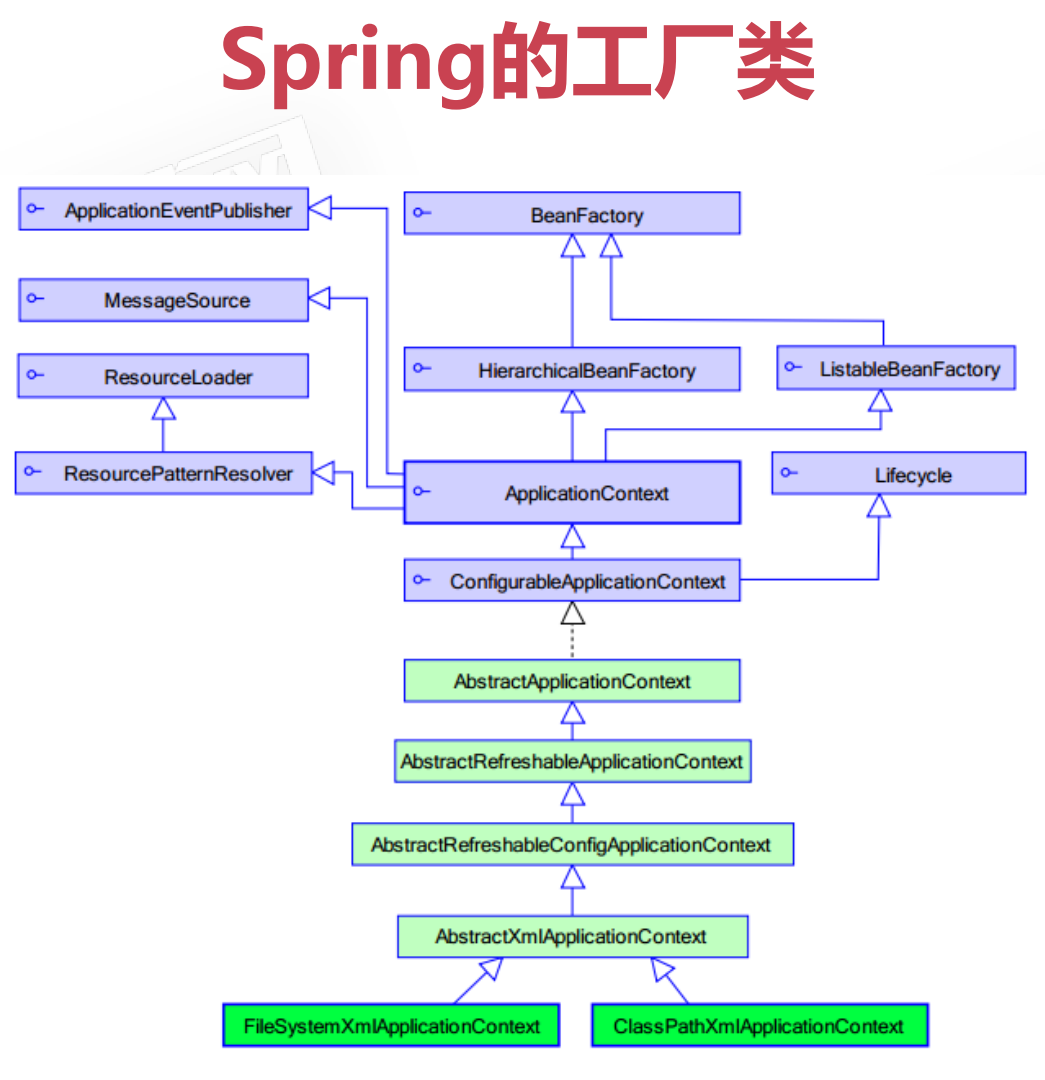 Spring的工厂类
ApplicationEventPublisher
BeanFactory
MessageSource
ResourceLoader
HierarchicalBeanFactory
ListableBeanFactory
ResourcePatternResolver
ApplicationContext
Lifecycle
ConfigurableApplicationContext
AbstractApplicationContext
AbstractRefreshableApplicationContext
AbstractRefreshableConfigApplicationContext
AbstractXmlApplicationContext
FileSystemXmlApplicationContext
ClassPathXmlApplicationContext